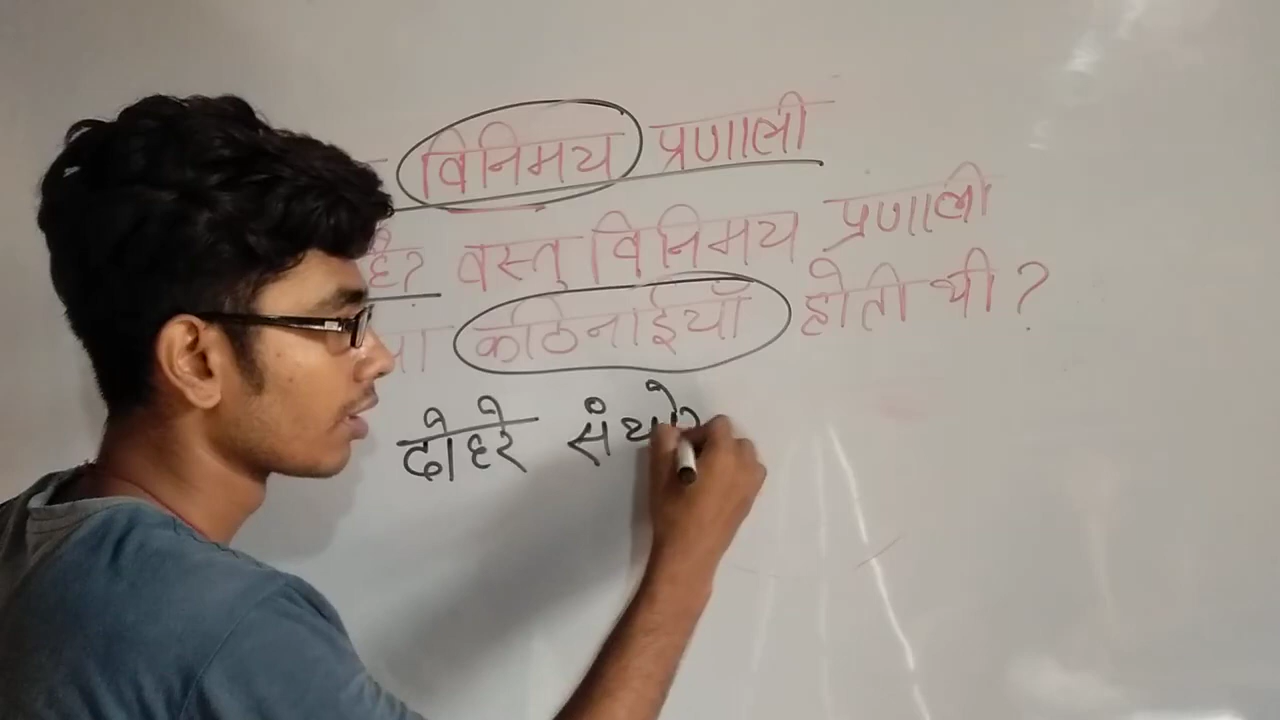 विनिमय प्रणाली
है? वस्तु विनिमय प्रणाली
कठिनाईयाँ होती थी ?
दोहरे संयो